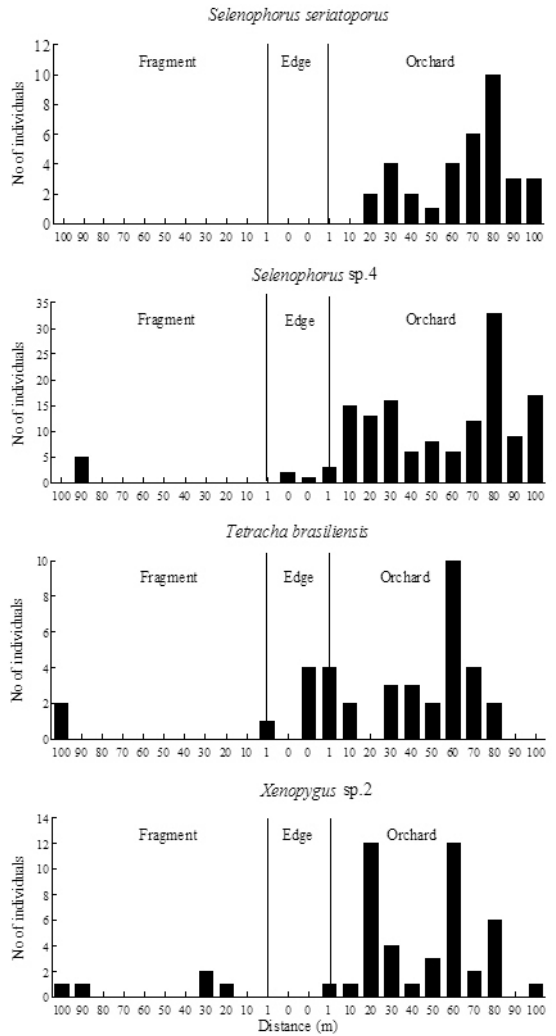 Selenophorus seriatoporus
12
10
8
6
4
2
0
No of individuals
Fragment Edge Orchard
100 90 80 70 60 50 40 30 20 10 1 0 0 1 10 20 30 40 50 60 70 80 90 100
Selenophorus sp.4
35
30
25
20
15
10
5
0
No of individuals
Fragment Edge Orchard
100 90 80 70 60 50 40 30 20 10 1 0 0 1 10 20 30 40 50 60 70 80 90 100
Tetracha brasiliensis
10
8
6
4
2
0
No of individuals
Fragment Edge Orchard
100 90 80 70 60 50 40 30 20 10 1 0 0 1 10 20 30 40 50 60 70 80 90 100
Xenopygus sp.2
14
12
10
8
6
4
2
0
No of individuals
Fragment Edge Orchard
100 90 80 70 60 50 40 30 20 10 1 0 0 1 10 20 30 40 50 60 70 80 90 100
Distance (m)